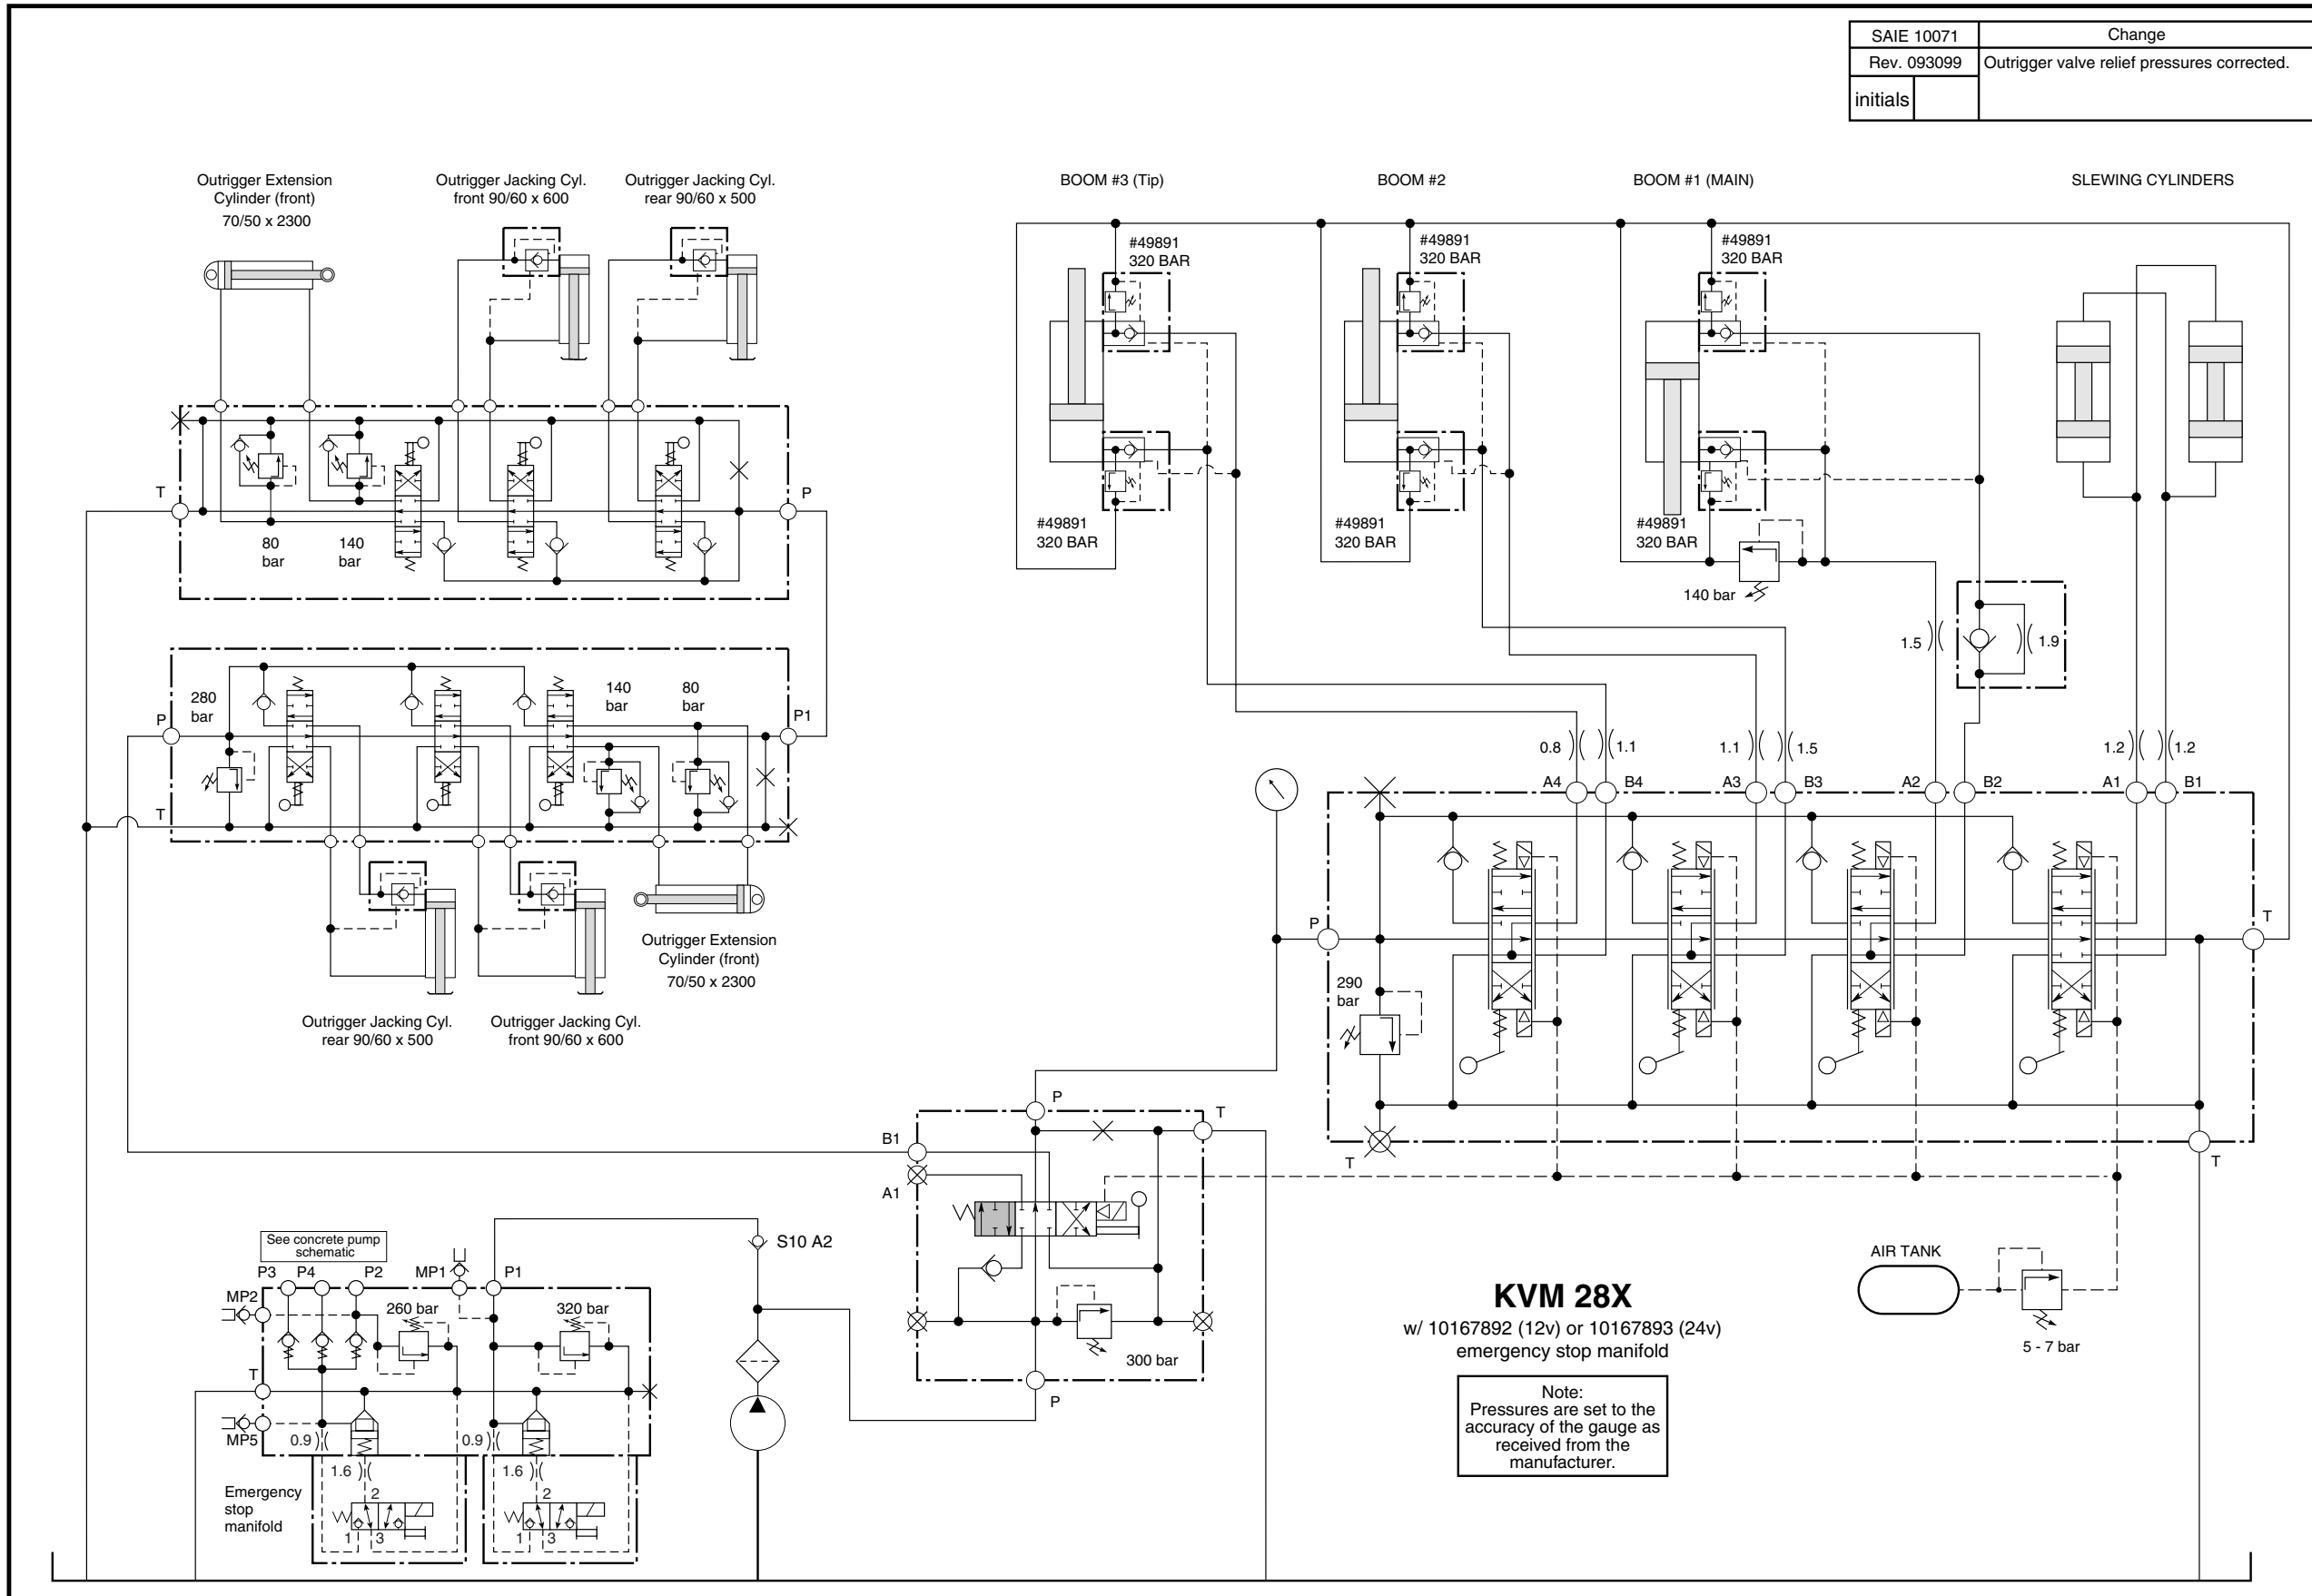 SAIE 10071
Change
Rev. 093099
Outrigger valve relief pressures corrected.
initials
Outrigger Extension
Cylinder (front)
70/50 x 2300
Outrigger Jacking Cyl.
front 90/60 x 600
Outrigger Jacking Cyl.
rear 90/60 x 500
BOOM #3 (Tip)
BOOM #2
BOOM #1 (MAIN)
SLEWING CYLINDERS
#49891
320 BAR
#49891
320 BAR
#49891
320 BAR
T
P
80
bar
140
bar
#49891
320 BAR
#49891
320 BAR
#49891
320 BAR
140 bar
1.5
1.9
280
bar
140
bar
80
bar
P
P1
T
0.8
1.1
1.1
1.5
1.2
1.2
A4
B4
A3
B3
A2
B2
A1
B1
P
T
290
bar
T
T
Outrigger Extension
Cylinder (front)
70/50 x 2300
Outrigger Jacking Cyl.
rear 90/60 x 500
Outrigger Jacking Cyl.
front 90/60 x 600
P
T
B1
A1
300 bar
P
S10 A2
See concrete pump
schematic
P3
P4
P2
MP1
P1
MP2
260 bar
320 bar
T
MP5
0.9
0.9
1.6
1.6
2
2
1
3
1
3
Emergency
stop
manifold
AIR TANK
5 - 7 bar
KVM 28X
w/ 10167892 (12v) or 10167893 (24v)
emergency stop manifold
Note:
Pressures are set to the
accuracy of the gauge as
received from the
manufacturer.